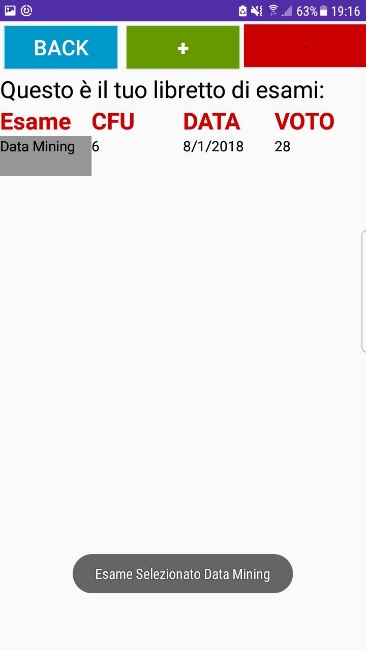 63% 19:16
BACK + -
Questo è il tuo libretto di esami:
Esame CFU DATA VOTO
Data Mining 6 8/1/2018 28
Esame Selezionato Data Mining